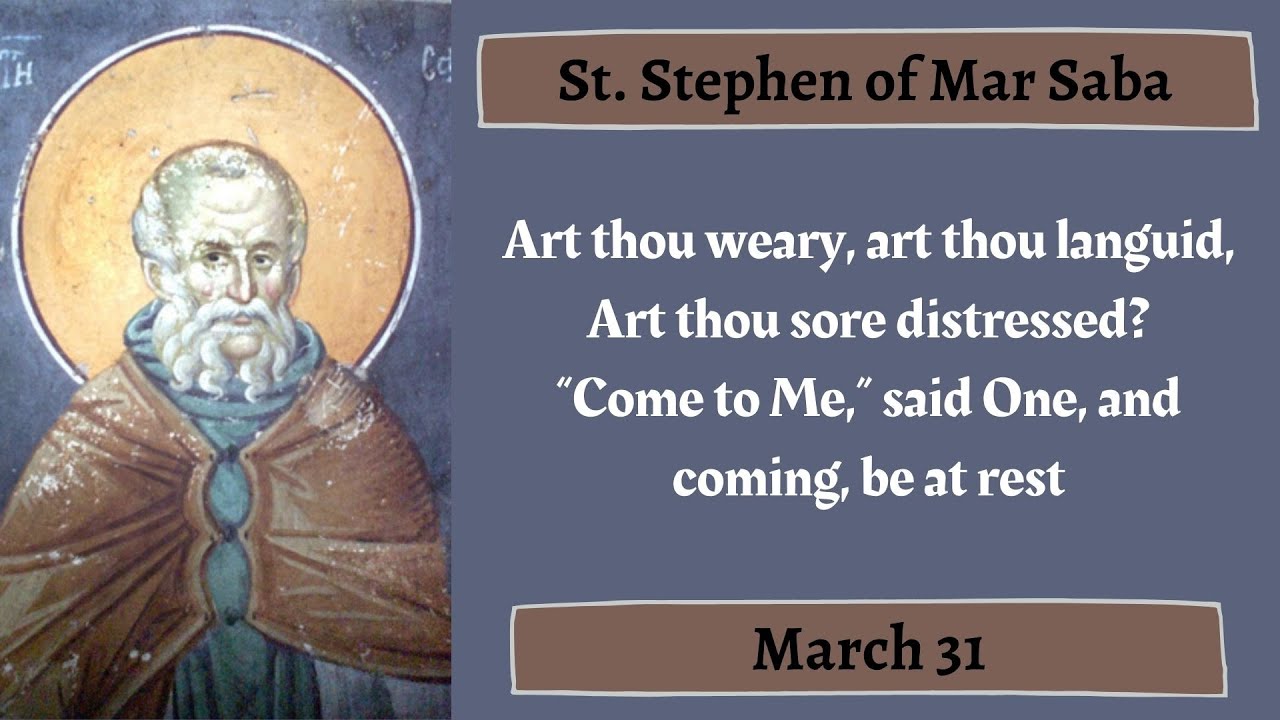 St. Stephen of Mar Saba
Art thou weary, art thou languid,
Art thou sore distressed?
“Come to Me,” said One, and
coming, be at rest
March 31